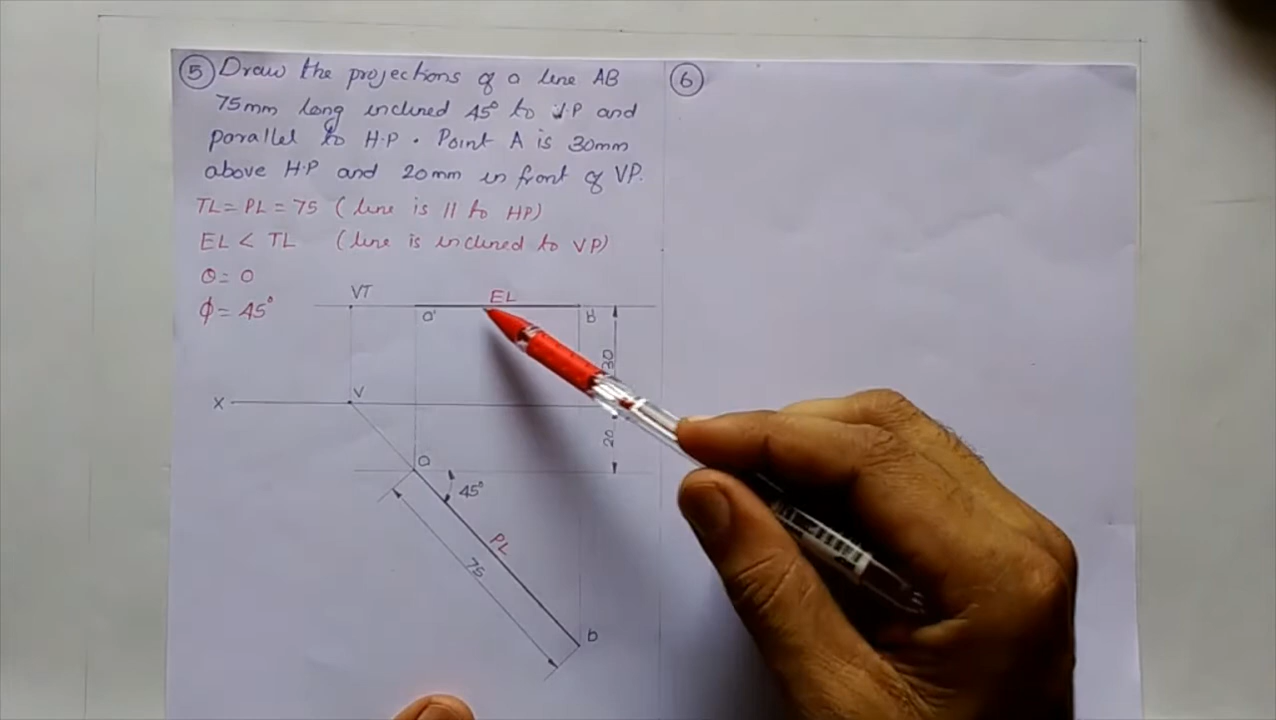 5 Draw the projections of a line AB
75mm long inclined 45° to V.P and
parallel to H.P. Point A is 30mm
above H.P and 20mm in front of VP.
TL = PL = 75 (line is || to HP)
EL < TL (line is inclined to VP)
θ = 0
φ = 45°
VT
EL
a'
b'
30
X
V
20
a
45°
PL
75
b
6